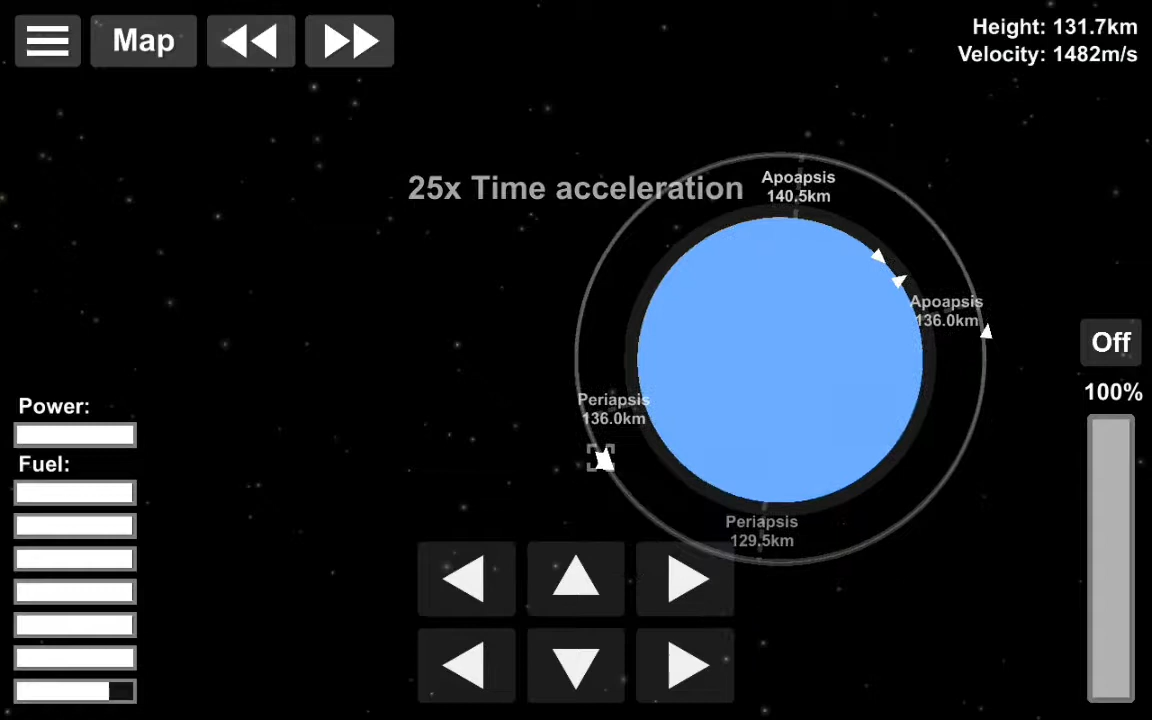 Map
Height: 131.7km
Velocity: 1482m/s
25x Time acceleration
Apoapsis
140.5km
Apoapsis
136.0km
Periapsis
136.0km
Periapsis
129.5km
Off
100%
Power:
Fuel: